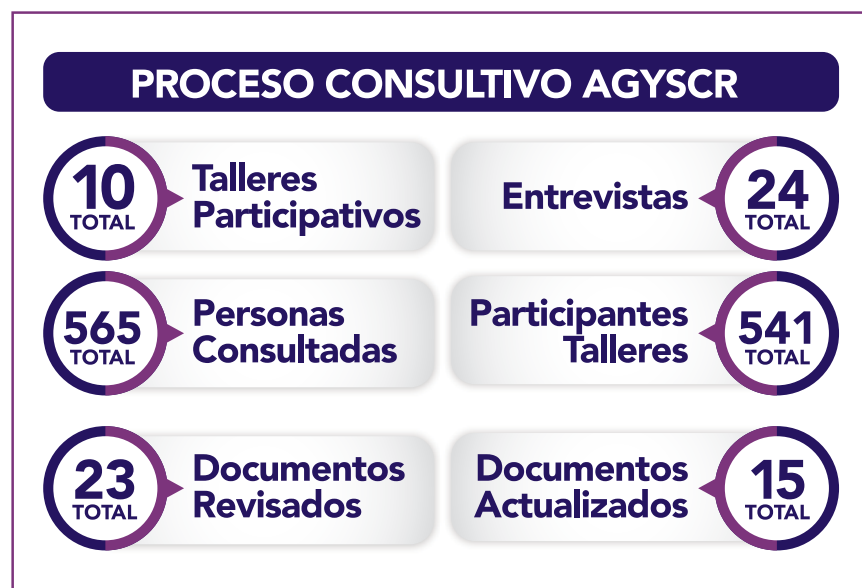 PROCESO CONSULTIVO AGYSCR
10
TOTAL
Talleres
Participativos
Entrevistas
24
TOTAL
565
TOTAL
Personas
Consultadas
Participantes
Talleres
541
TOTAL
23
TOTAL
Documentos
Revisados
Documentos
Actualizados
15
TOTAL